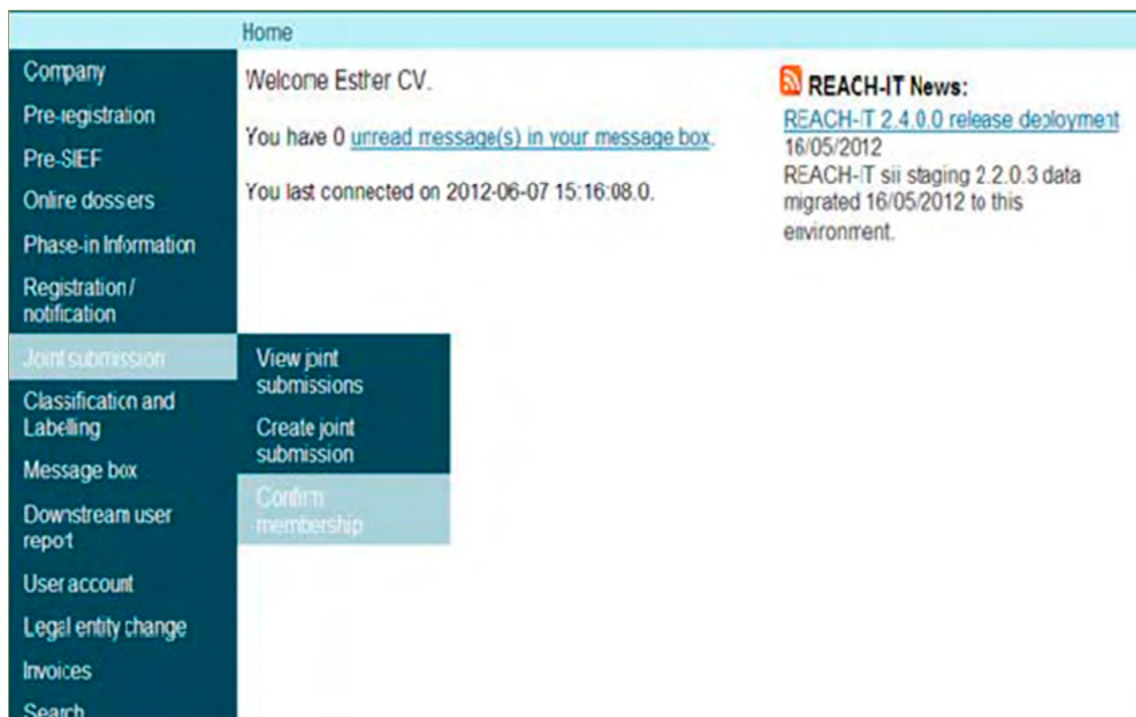 Home
Company
Pre-registration
Pre-SIEF
Online dossiers
Phase-in Information
Registration /
notification
Joint submission
Classification and
Labelling
Message box
Downstream user
report
User account
Legal entity change
Invoices
Search
View joint
submissions
Create joint
submission
Confirm
membership
Welcome Esther CV.
You have 0 unread message(s) in your message box.
You last connected on 2012-06-07 15:16:08.0.
REACH-IT News:
REACH-IT 2.4.0.0 release deployment
16/05/2012
REACH-IT sii staging 2.2.0.3 data
migrated 16/05/2012 to this
environment.